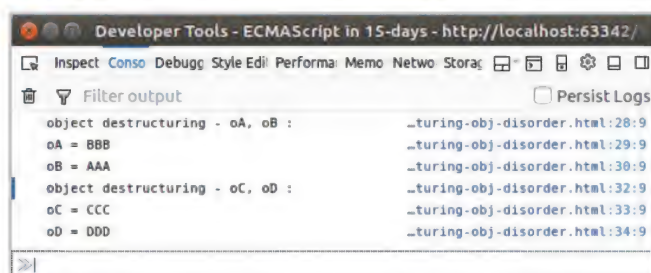 Developer Tools - ECMAScript in 15-days - http://localhost:63342/
Inspect Conso Debugg Style Edi Performa Memo Netwo Storag
Filter output Persist Logs
object destructuring - oA, oB : …turing-obj-disorder.html:28:9
oA = BBB …turing-obj-disorder.html:29:9
oB = AAA …turing-obj-disorder.html:30:9
object destructuring - oC, oD : …turing-obj-disorder.html:32:9
oC = CCC …turing-obj-disorder.html:33:9
oD = DDD …turing-obj-disorder.html:34:9